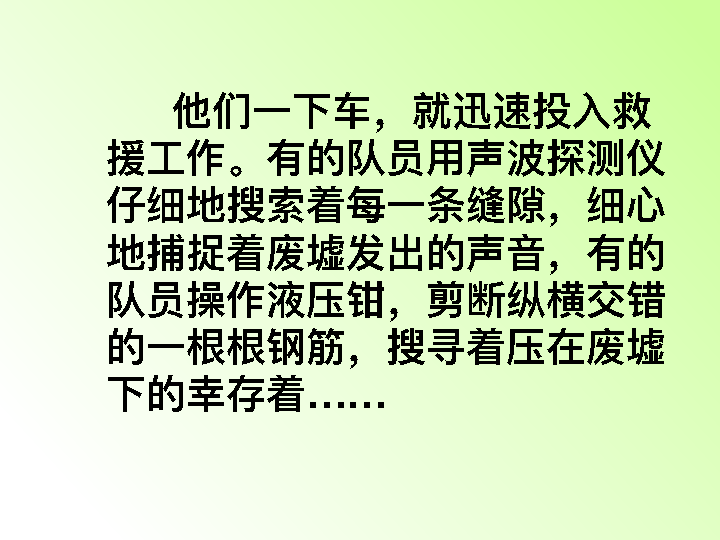 他们一下车，就迅速投入救
援工作。有的队员用声波探测仪
仔细地搜索着每一条缝隙，细心
地捕捉着废墟发出的声音，有的
队员操作液压钳，剪断纵横交错
的一根根钢筋，搜寻着压在废墟
下的幸存着……